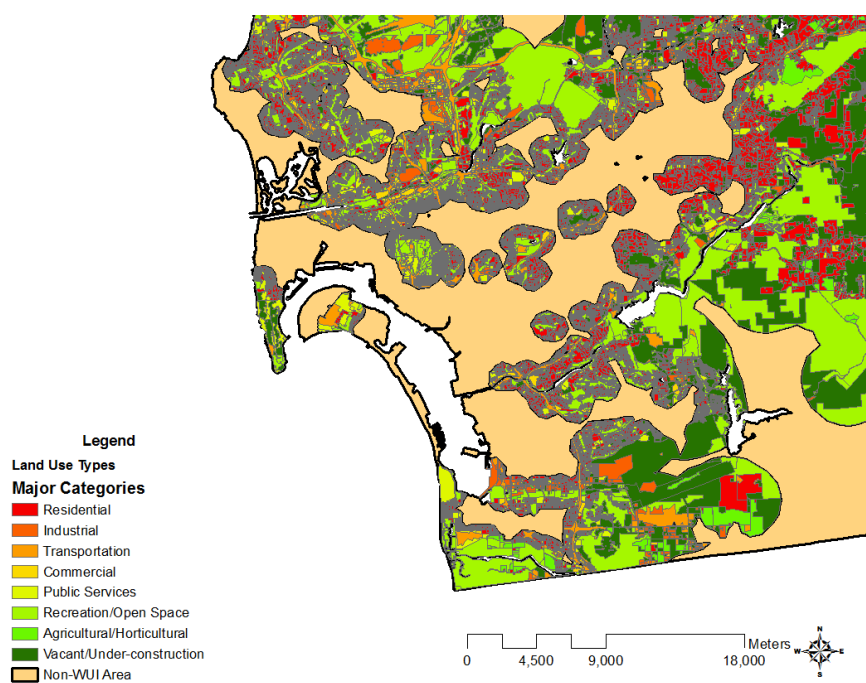 Legend
Land Use Types
Major Categories
Residential
Industrial
Transportation
Commercial
Public Services
Recreation/Open Space
Agricultural/Horticultural
Vacant/Under-construction
Non-WUI Area
Meters
0 4,500 9,000 18,000
N
W E
S